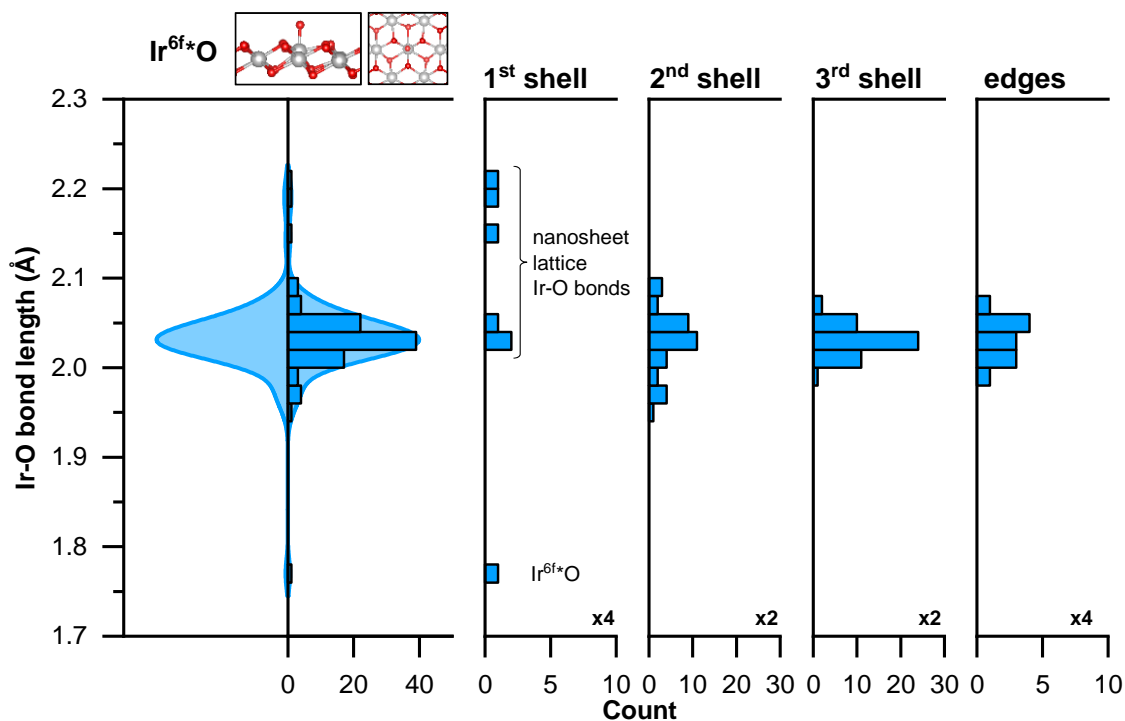 Ir6f*O
1st shell
2nd shell
3rd shell
edges
2.3
2.2
2.1
2.0
1.9
1.8
1.7
Ir-O bond length (Å)
nanosheet
lattice
Ir-O bonds
Ir6f*O
x4
x2
x2
x4
0 20 40
0 5 10
0 10 20 30
0 10 20 30
0 5 10
Count